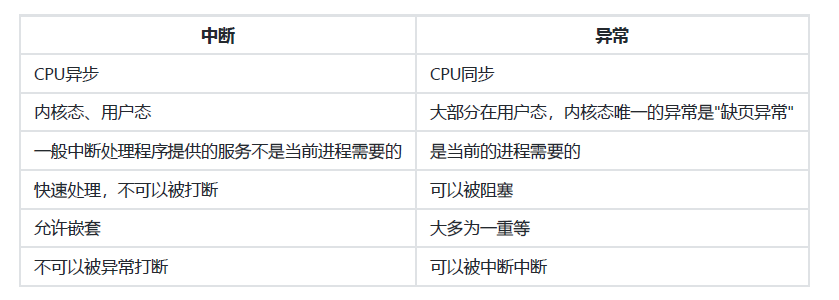 中断 异常
CPU异步 CPU同步
内核态、用户态 大部分在用户态，内核态唯一的异常是"缺页异常"
一般中断处理程序提供的服务不是当前进程需要的 是当前的进程需要的
快速处理，不可以被打断 可以被阻塞
允许嵌套 大多为一重等
不可以被异常打断 可以被中断中断